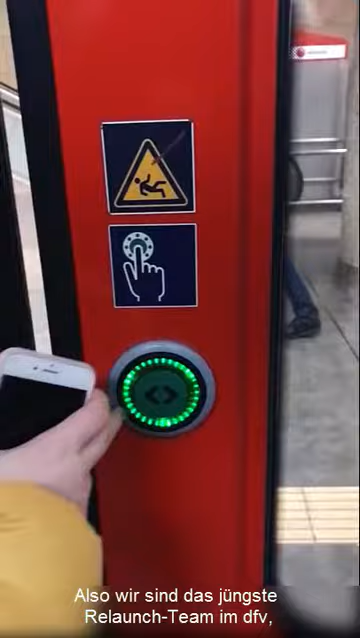 Also wir sind das jüngste
Relaunch-Team im dfv,